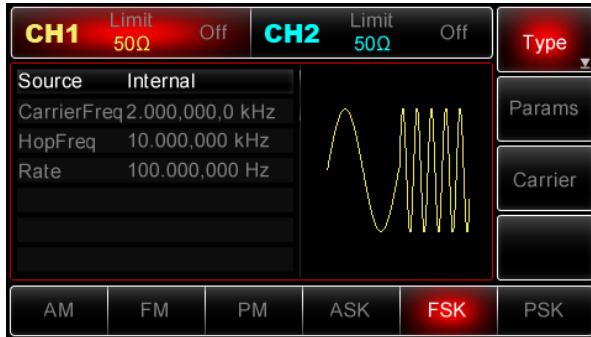 CH1 Limit 50Ω Off CH2 Limit 50Ω Off Type
Source Internal
CarrierFreq 2.000,000,0 kHz
HopFreq 10.000,000 kHz
Rate 100.000,000 Hz
Params
Carrier
AM FM PM ASK FSK PSK